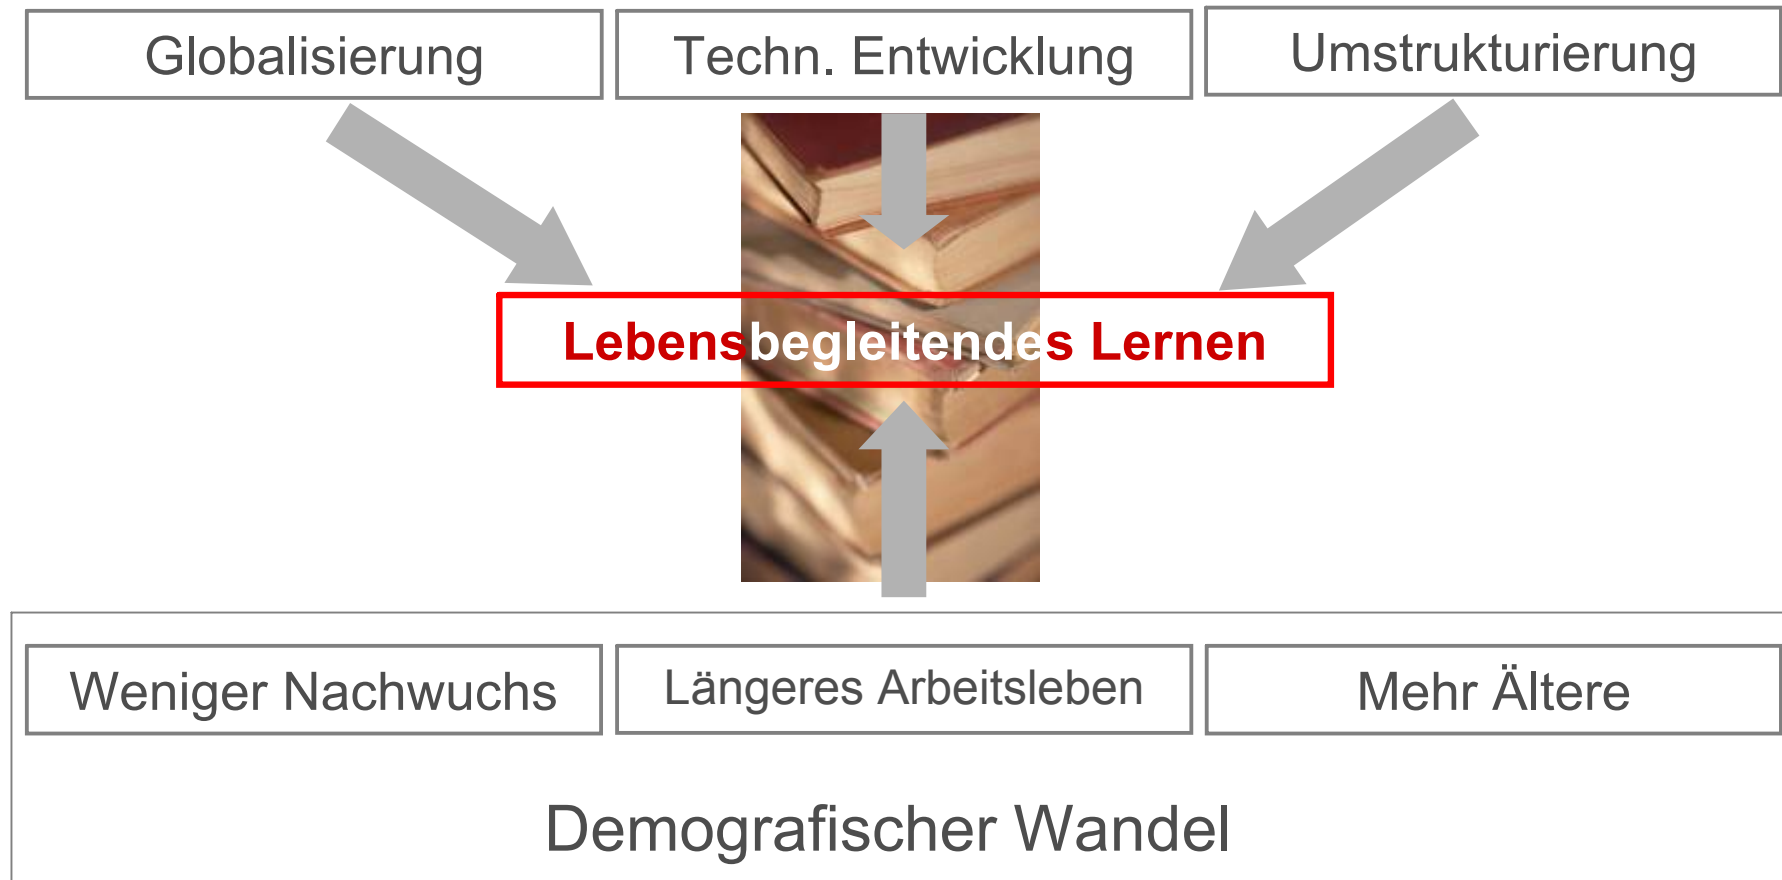 Globalisierung
Techn. Entwicklung
Umstrukturierung
Lebensbegleitendes Lernen
Weniger Nachwuchs
Längeres Arbeitsleben
Mehr Ältere
Demografischer Wandel